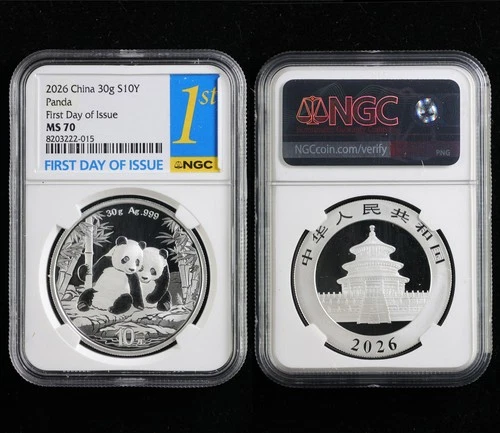 2026 China 30g S10Y
Panda
First Day of Issue
MS 70
8203222-015
1st
FIRST DAY OF ISSUE
NGC
30g Ag.999
10元
NGC
NGCcoin.com/verify
PNG
中华人民共和国
2026